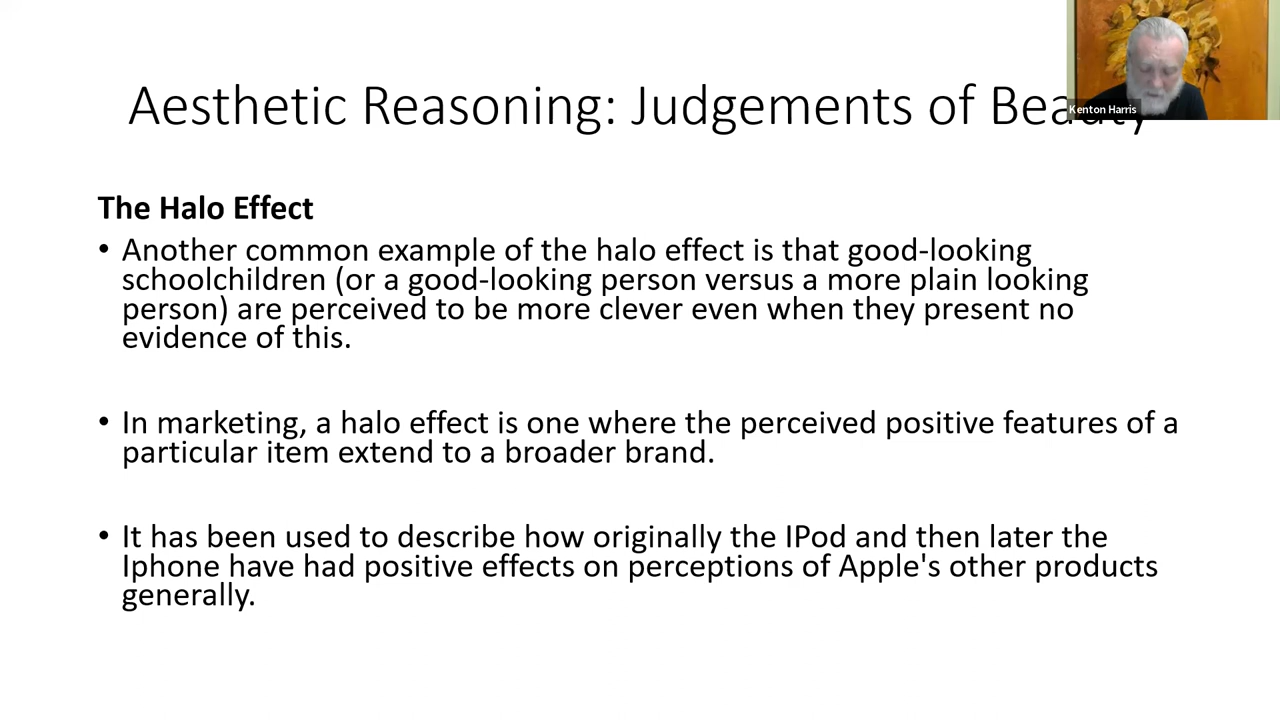 Aesthetic Reasoning: Judgements of Beauty
Kenton Harris
The Halo Effect
• Another common example of the halo effect is that good-looking
schoolchildren (or a good-looking person versus a more plain looking
person) are perceived to be more clever even when they present no
evidence of this.
• In marketing, a halo effect is one where the perceived positive features of a
particular item extend to a broader brand.
• It has been used to describe how originally the IPod and then later the
Iphone have had positive effects on perceptions of Apple's other products
generally.